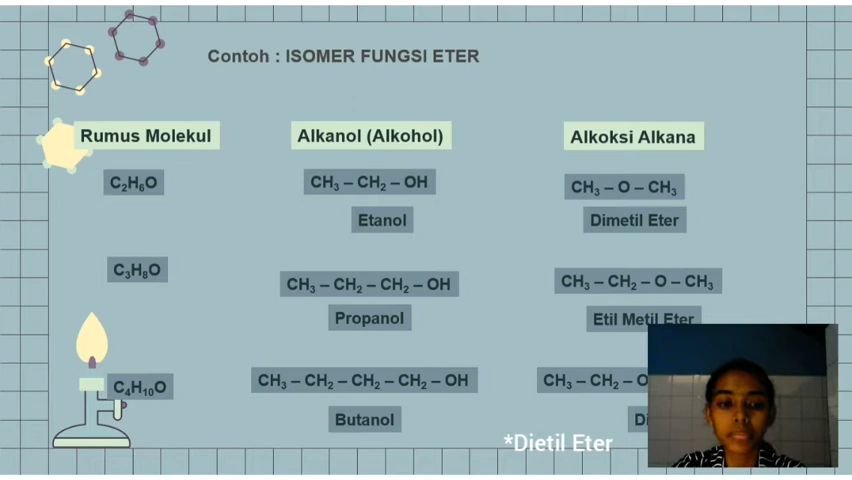 Contoh : ISOMER FUNGSI ETER
Rumus Molekul
Alkanol (Alkohol)
Alkoksi Alkana
C₂H₆O
CH₃ – CH₂ – OH
CH₃ – O – CH₃
Etanol
Dimetil Eter
C₃H₈O
CH₃ – CH₂ – CH₂ – OH
CH₃ – CH₂ – O – CH₃
Propanol
Etil Metil Eter
C₄H₁₀O
CH₃ – CH₂ – CH₂ – CH₂ – OH
CH₃ – CH₂ – O
Butanol
*Dietil Eter